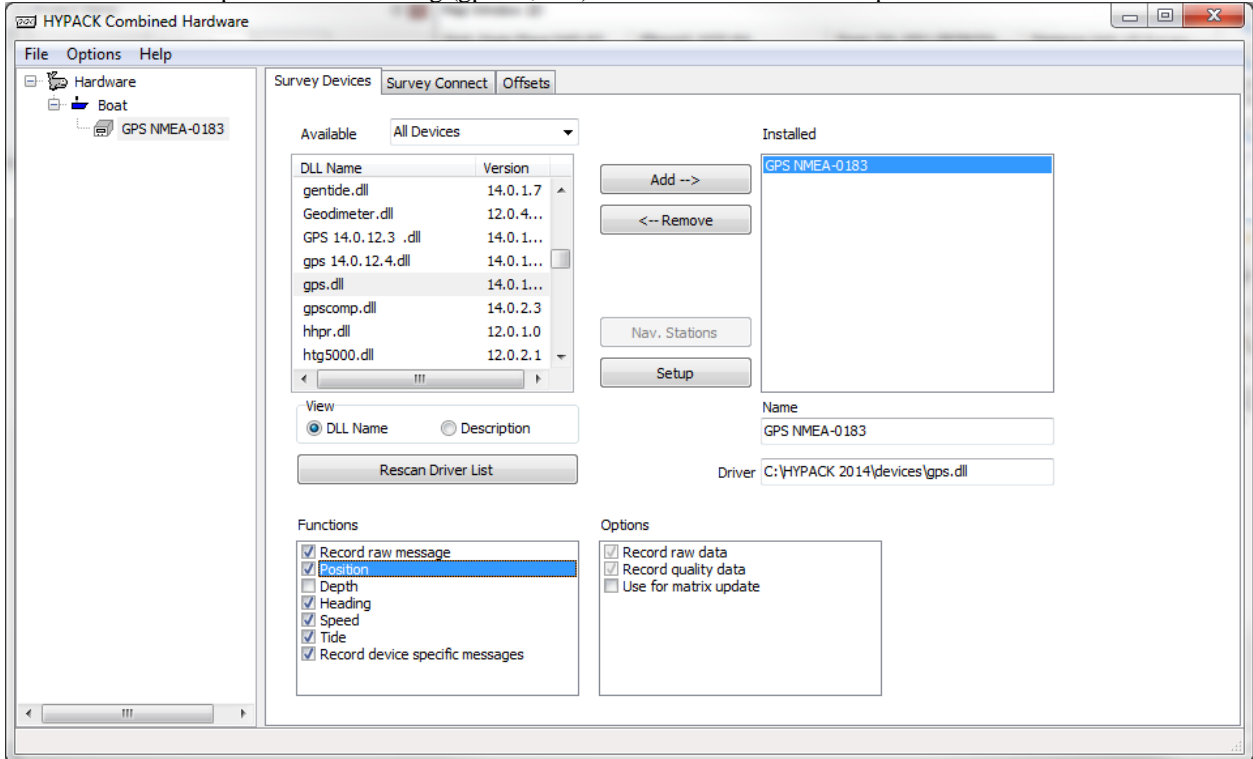 HYPACK Combined Hardware
File Options Help
Hardware
Boat
GPS NMEA-0183
Survey Devices Survey Connect Offsets
Available All Devices
DLL Name Version
gentide.dll 14.0.1.7
Geodimeter.dll 12.0.4...
GPS 14.0.12.3 .dll 14.0.1...
gps 14.0.12.4.dll 14.0.1...
gps.dll 14.0.1...
gpscomp.dll 14.0.2.3
hhpr.dll 12.0.1.0
htg5000.dll 12.0.2.1
View
DLL Name Description
Rescan Driver List
Add -->
<-- Remove
Nav. Stations
Setup
Installed
GPS NMEA-0183
Name
GPS NMEA-0183
Driver C:\HYPACK 2014\devices\gps.dll
Functions
Record raw message
Position
Depth
Heading
Speed
Tide
Record device specific messages
Options
Record raw data
Record quality data
Use for matrix update